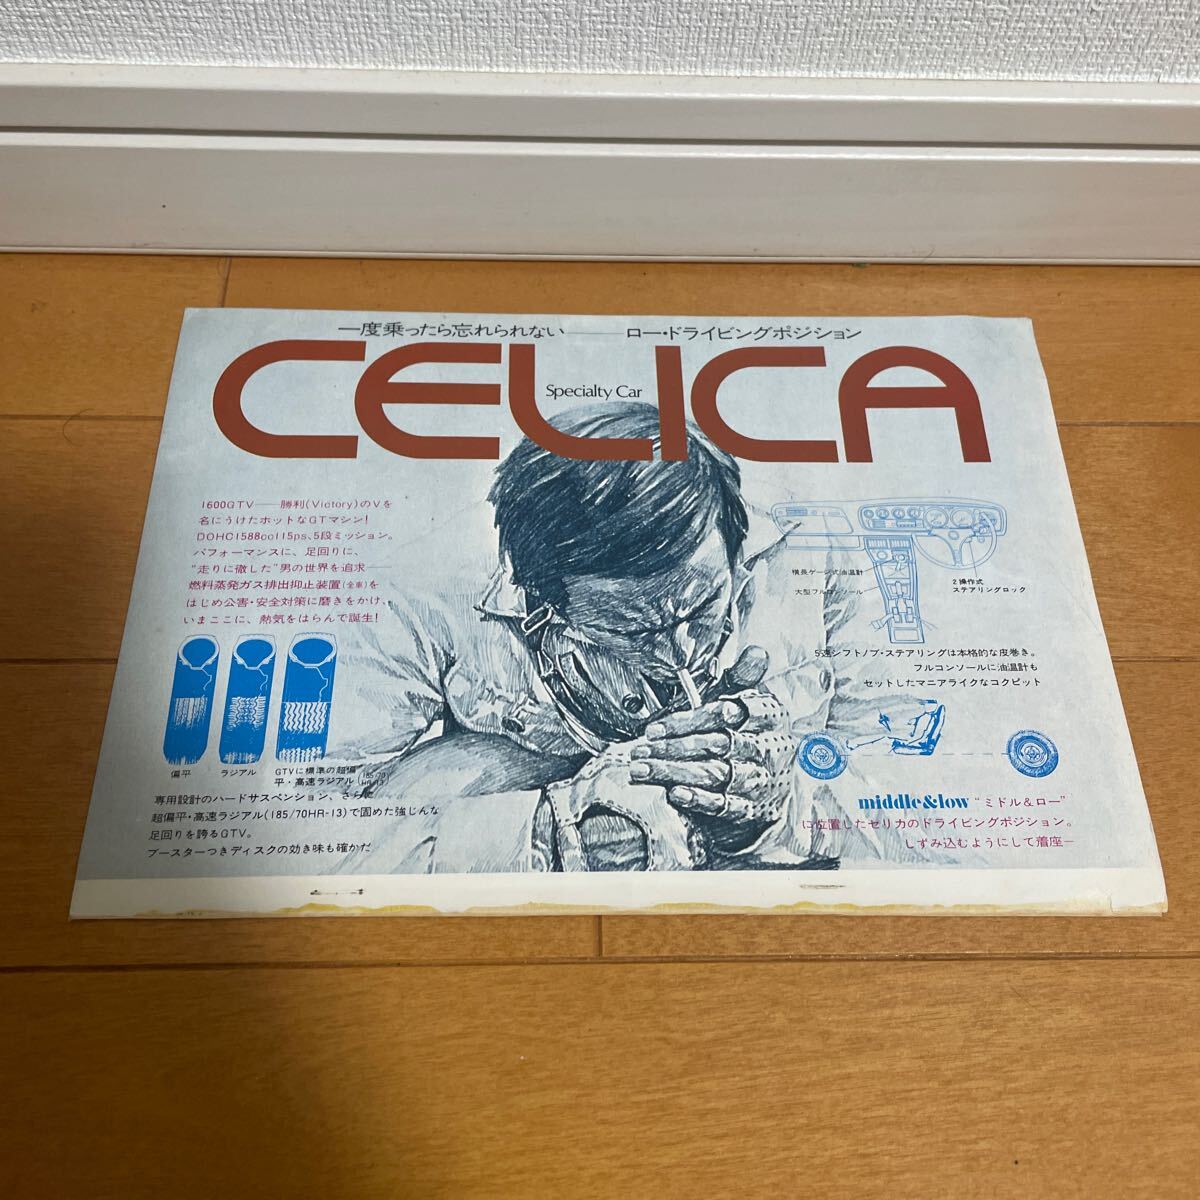 一度乗ったら忘れられない――ロー・ドライビングポジション
CELICA
Specialty Car
1600GTV――勝利(Victory)のVを
名にうけたホットなGTマシン!
DOHC1588cc115ps、5段ミッション。
パフォーマンスに、足回りに、
“走りに徹した”男の世界を追求――
燃料蒸発ガス排出抑止装置(全車)を
はじめ公害・安全対策に磨きをかけ、
いまここに、熱気をはらんで誕生!
偏平
ラジアル
GTVに標準の超偏
平・高速ラジアル(185/70 HR-13)
専用設計のハードサスペンション、さらに
超偏平・高速ラジアル(185/70HR-13)で固めた強じんな
足回りを誇るGTV。
ブースターつきディスクの効き味も確かだ
横長ゲージ式油温計
大型フルコンソール
2操作式
ステアリングロック
5速シフトノブ・ステアリングは本格的な皮巻き。
フルコンソールに油温計も
セットしたマニアライクなコクピット
middle&low “ミドル&ロー”
に位置したセリカのドライビングポジション。
しずみ込むようにして着座―